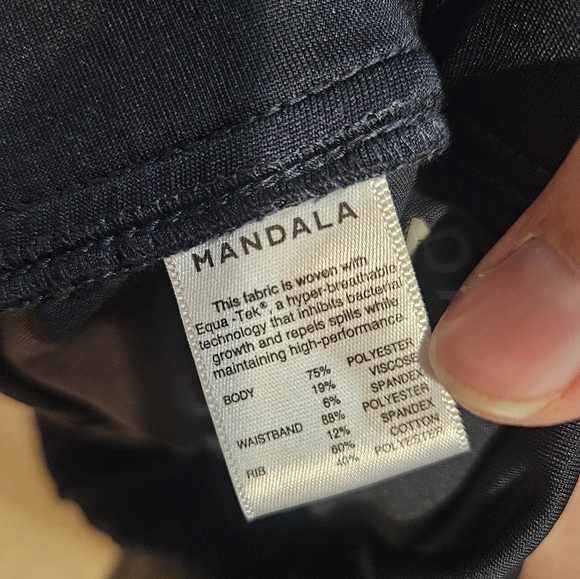 MANDALA
This fabric is woven with
Equa-Tek®, a hyper-breathable
technology that inhibits bacterial
growth and repels spills while
maintaining high-performance.
BODY 75% POLYESTER
19% VISCOSE
6% SPANDEX
WAISTBAND 88% POLYESTER
12% SPANDEX
RIB 60% COTTON
40% POLYESTER